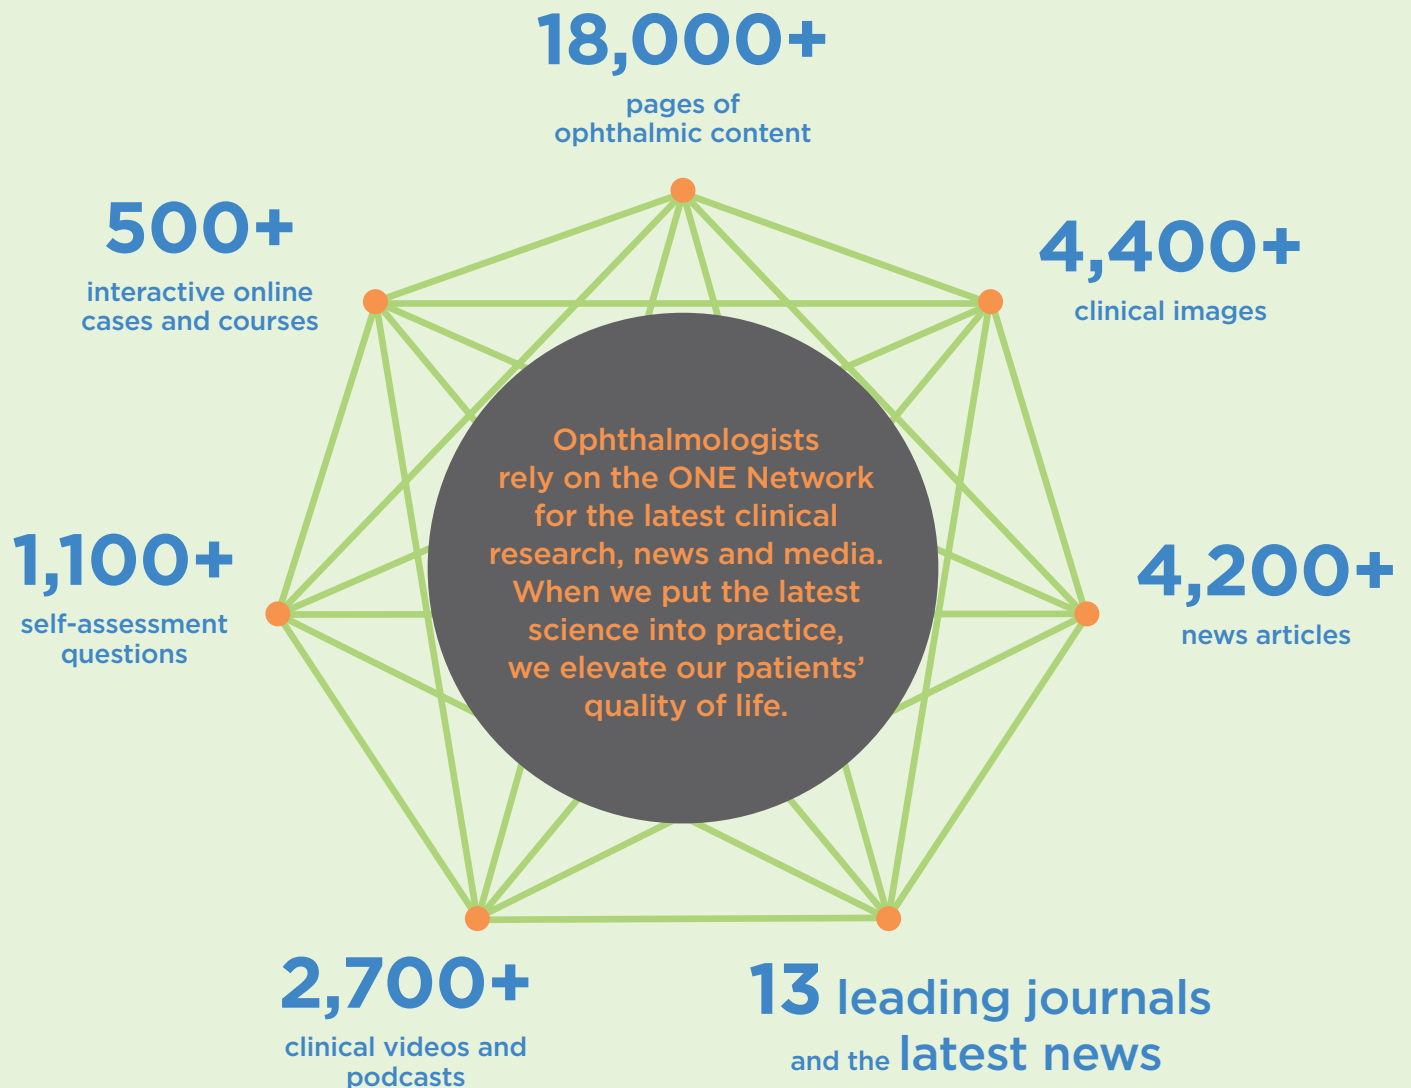 18,000+
pages of
ophthalmic content
500+
interactive online
cases and courses
4,400+
clinical images
Ophthalmologists
rely on the ONE Network
for the latest clinical
research, news and media.
When we put the latest
science into practice,
we elevate our patients’
quality of life.
1,100+
self-assessment
questions
4,200+
news articles
2,700+
clinical videos and
podcasts
13 leading journals
and the latest news